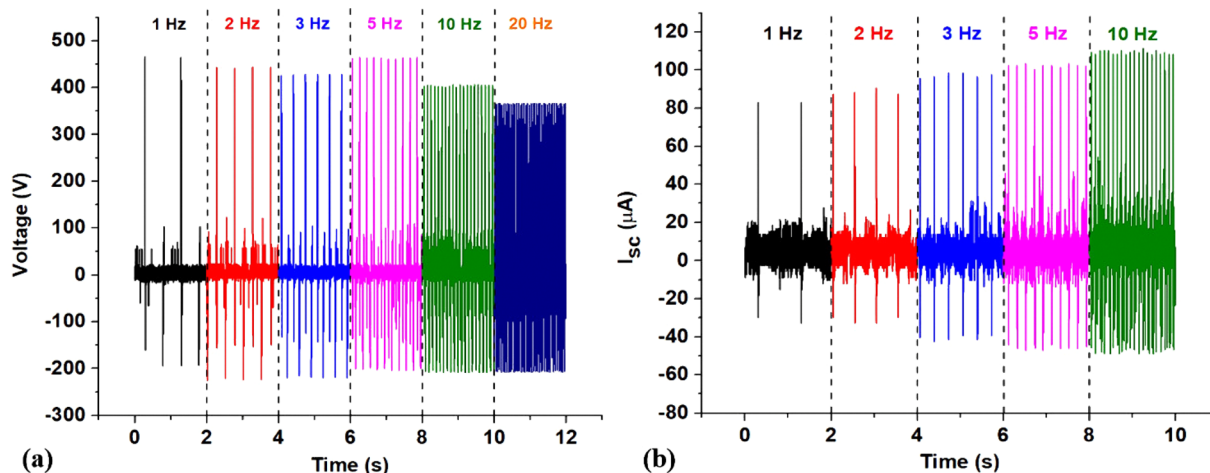 1 Hz 2 Hz 3 Hz 5 Hz 10 Hz 20 Hz
500
400
300
200
100
0
-100
-200
-300
Voltage (V)
0 2 4 6 8 10 12
Time (s)
(a)
1 Hz 2 Hz 3 Hz 5 Hz 10 Hz
120
100
80
60
40
20
0
-20
-40
-60
-80
Isc (μA)
0 2 4 6 8 10
Time (s)
(b)